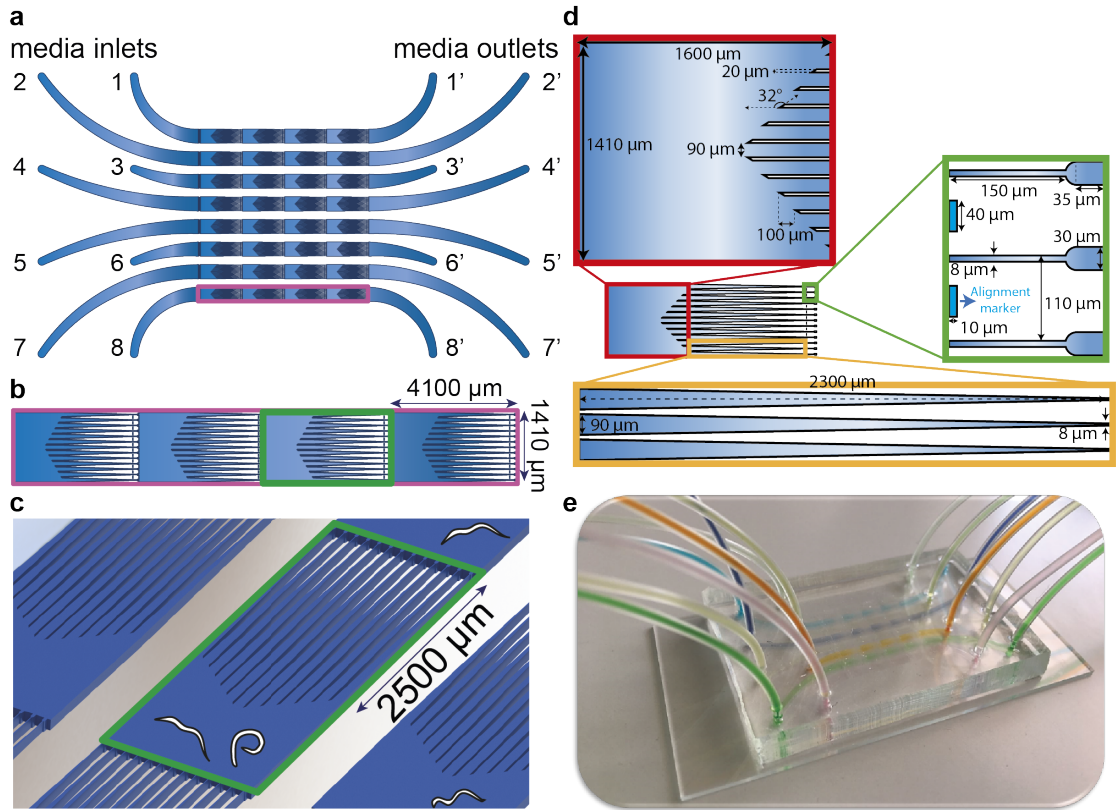 a
media inlets
media outlets
2
1
1’
2’
4
3
3’
4’
5
6
6’
5’
7
8
8’
7’
b
4100 µm
1410 µm
c
2500 µm
d
1600 µm
20 µm
32°
1410 µm
90 µm
100 µm
150 µm
35 µm
40 µm
30 µm
8 µm
Alignment
marker
110 µm
10 µm
2300 µm
90 µm
8 µm
e